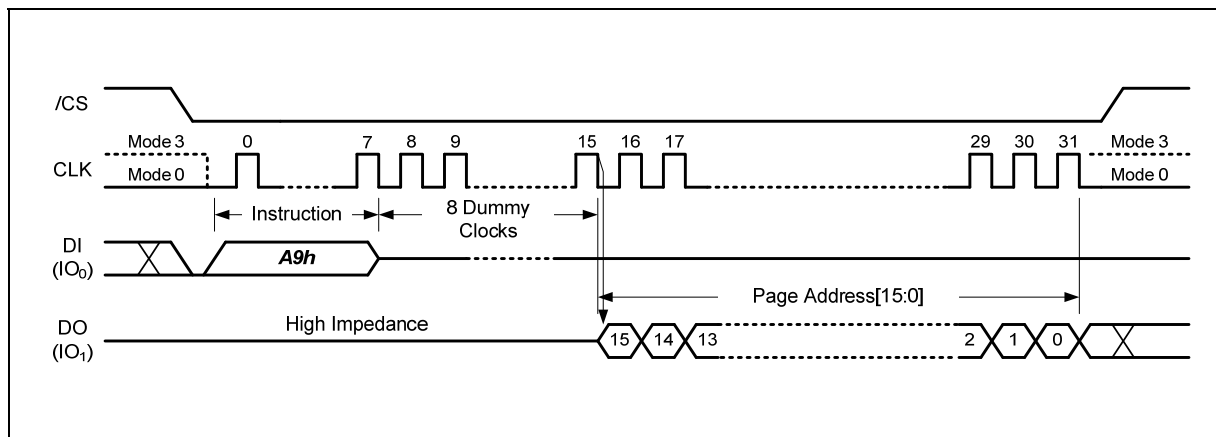 /CS
Mode 3 0 7 8 9 15 16 17 29 30 31 Mode 3
CLK
Mode 0 Mode 0
Instruction 8 Dummy
Clocks
DI
(IO₀)
A9h
Page Address[15:0]
DO
(IO₁)
High Impedance
15 14 13 2 1 0